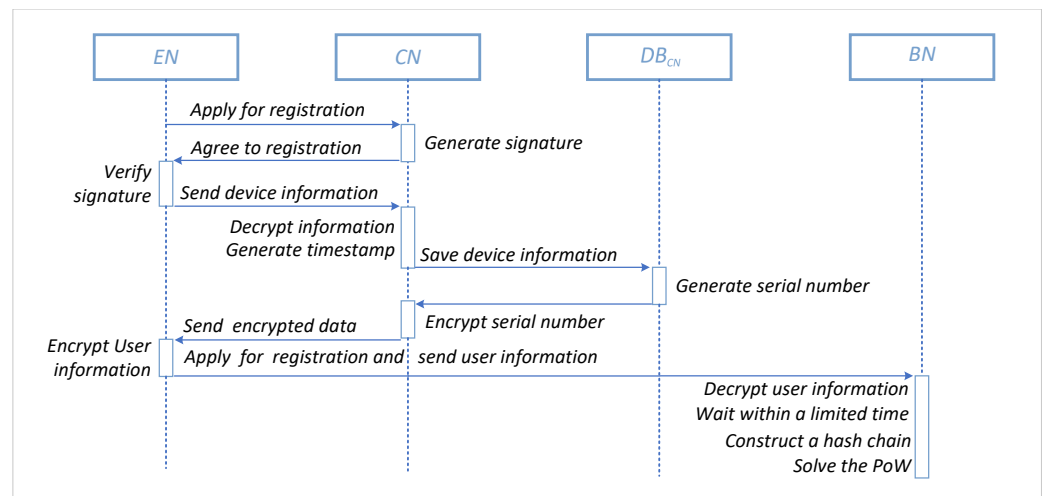 EN
CN
DB_CN
BN
Apply for registration
Generate signature
Agree to registration
Verify
signature
Send device information
Decrypt information
Generate timestamp
Save device information
Generate serial number
Encrypt serial number
Send encrypted data
Encrypt User
information
Apply for registration and send user information
Decrypt user information
Wait within a limited time
Construct a hash chain
Solve the PoW